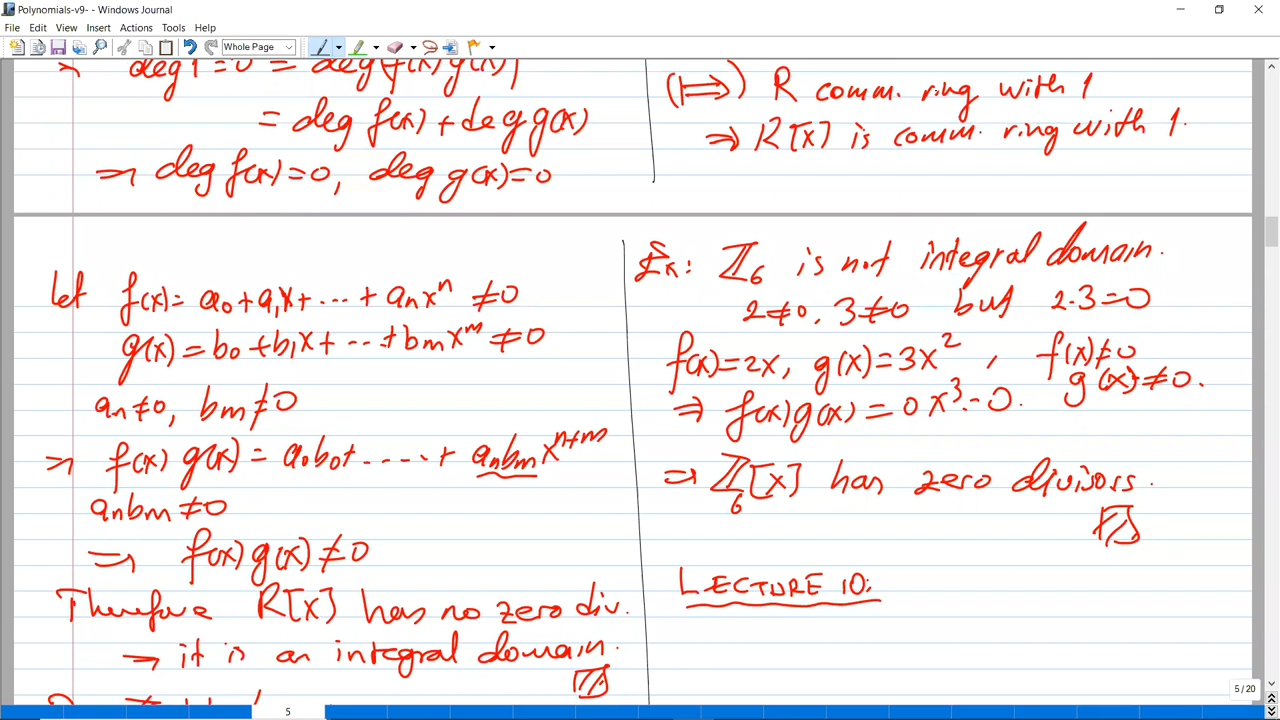 Polynomials-v9- - Windows Journal
File Edit View Insert Actions Tools Help
Whole Page
deg 1 = 0 = deg(f(x)g(x))
= deg f(x) + deg g(x)
⇒ deg f(x)=0, deg g(x)=0
(⟹) R comm. ring with 1
⇒ R[x] is comm. ring with 1.
let f(x)= a0+a1x+ ··· + anx^n ≠0
g(x)= b0+b1x+ ··· +bmx^m ≠0
an≠0, bm≠0
⇒ f(x) g(x)= a0b0+ ..... + anbm x^{n+m}
anbm≠0
⇒ f(x)g(x)≠0
Therefore R[x] has no zero div.
⇒ it is an integral domain.
Ex: ℤ6 is not integral domain.
2≠0, 3≠0 but 2·3=0
f(x)=2x, g(x)=3x^2, f(x)≠0
g(x)≠0.
⇒ f(x)g(x)=0x^3=0.
⇒ ℤ6[x] has zero divisors.
LECTURE 10:
5 / 20
5